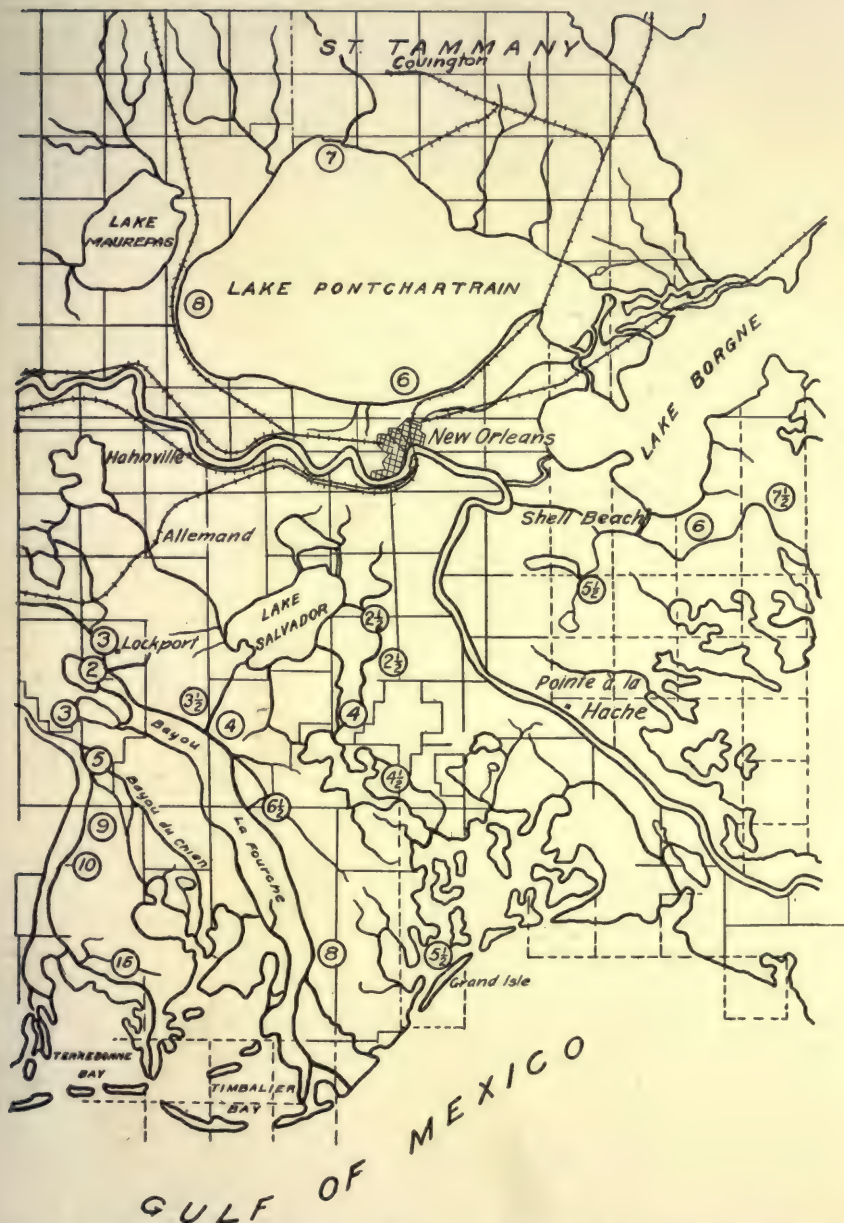 ST. TAMMANY
Covington
7
LAKE
MAUREPAS
LAKE PONTCHARTRAIN
8
LAKE BORGNE
6
New Orleans
Hahnville
7½
Shell Beach
6
Allemand
5½
LAKE
SALVADOR
2½
3
Lockport
2
2½
Pointe à la
Hache
3½
3
4
4
Bayou
5
4½
Bayou du Chien
6½
La Fourche
9
10
15
8
5½
Grand Isle
TERREBONNE
BAY
TIMBALIER
BAY
GULF OF MEXICO